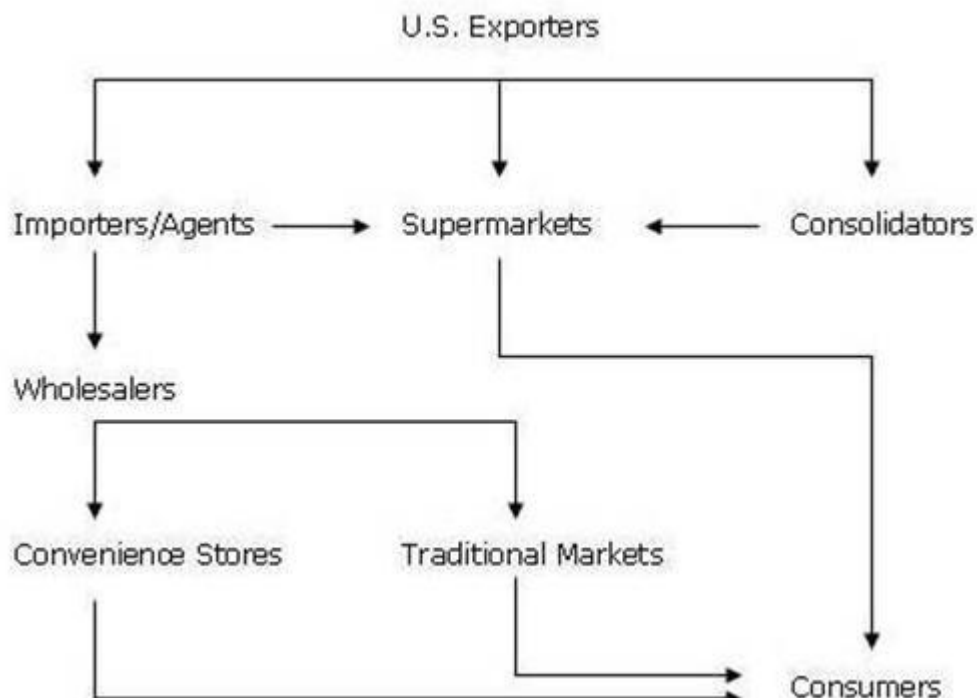 U.S. Exporters
Importers/Agents
Supermarkets
Consolidators
Wholesalers
Convenience Stores
Traditional Markets
Consumers